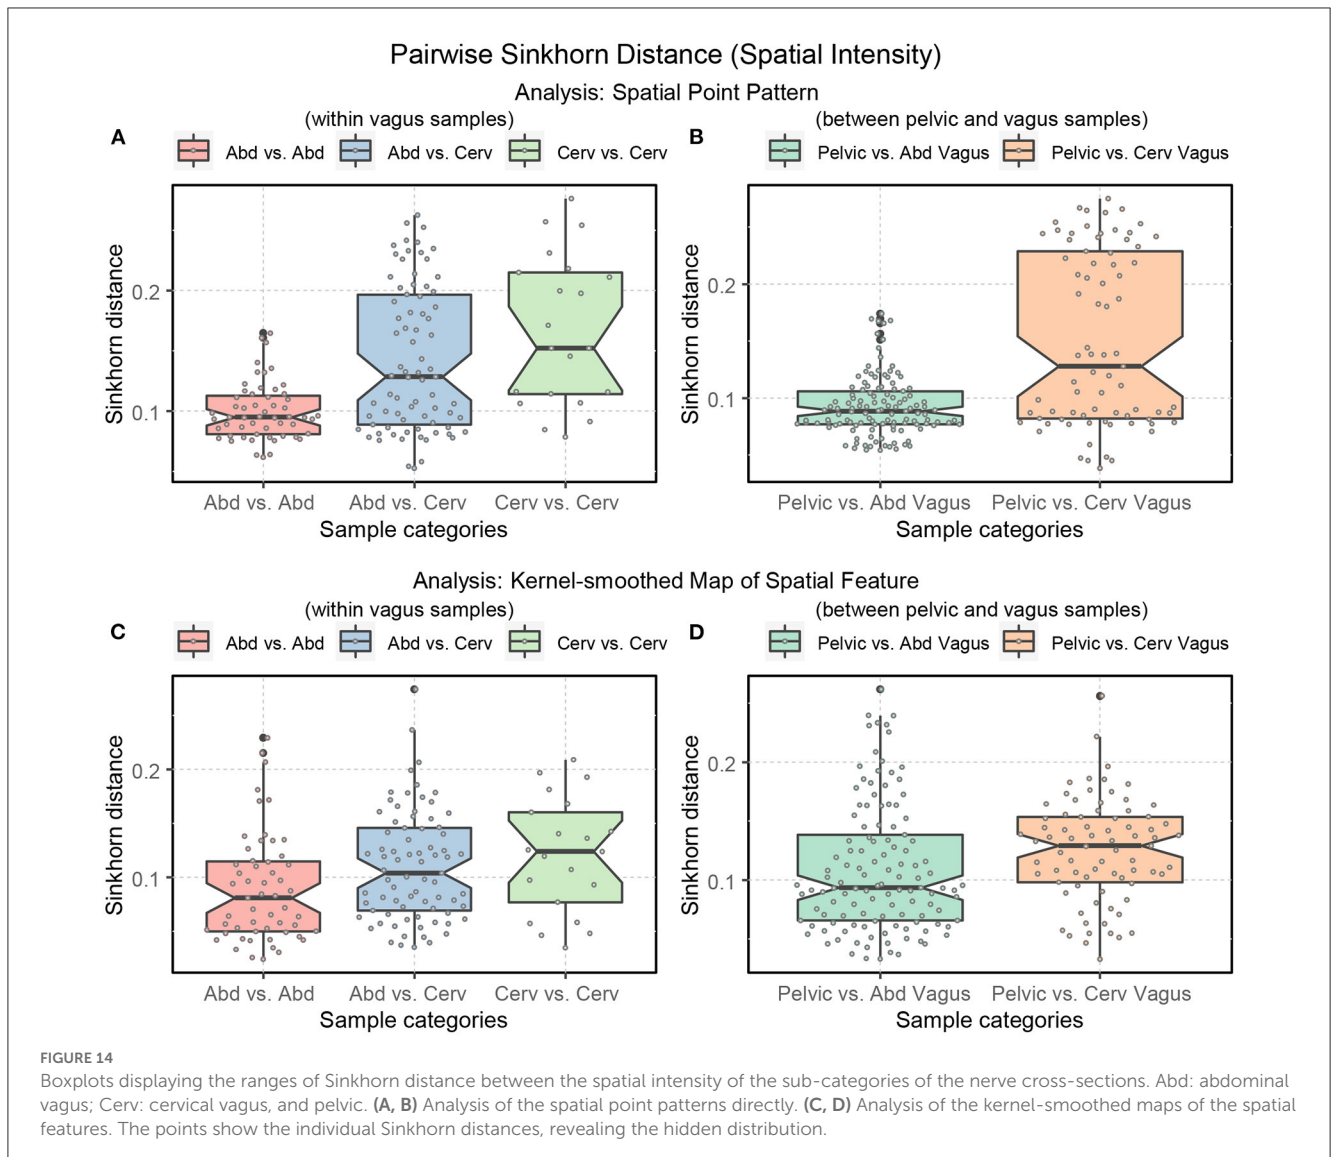 Pairwise Sinkhorn Distance (Spatial Intensity)
Analysis: Spatial Point Pattern
(within vagus samples)
(between pelvic and vagus samples)
A
Abd vs. Abd
Abd vs. Cerv
Cerv vs. Cerv
B
Pelvic vs. Abd Vagus
Pelvic vs. Cerv Vagus
Sinkhorn distance
0.2
0.1
Abd vs. Abd
Abd vs. Cerv
Cerv vs. Cerv
Sample categories
Sinkhorn distance
0.2
0.1
Pelvic vs. Abd Vagus
Pelvic vs. Cerv Vagus
Sample categories
Analysis: Kernel-smoothed Map of Spatial Feature
(within vagus samples)
(between pelvic and vagus samples)
C
Abd vs. Abd
Abd vs. Cerv
Cerv vs. Cerv
D
Pelvic vs. Abd Vagus
Pelvic vs. Cerv Vagus
Sinkhorn distance
0.2
0.1
Abd vs. Abd
Abd vs. Cerv
Cerv vs. Cerv
Sample categories
Sinkhorn distance
0.2
0.1
Pelvic vs. Abd Vagus
Pelvic vs. Cerv Vagus
Sample categories
FIGURE 14
Boxplots displaying the ranges of Sinkhorn distance between the spatial intensity of the sub-categories of the nerve cross-sections. Abd: abdominal
vagus; Cerv: cervical vagus, and pelvic. (A, B) Analysis of the spatial point patterns directly. (C, D) Analysis of the kernel-smoothed maps of the spatial
features. The points show the individual Sinkhorn distances, revealing the hidden distribution.